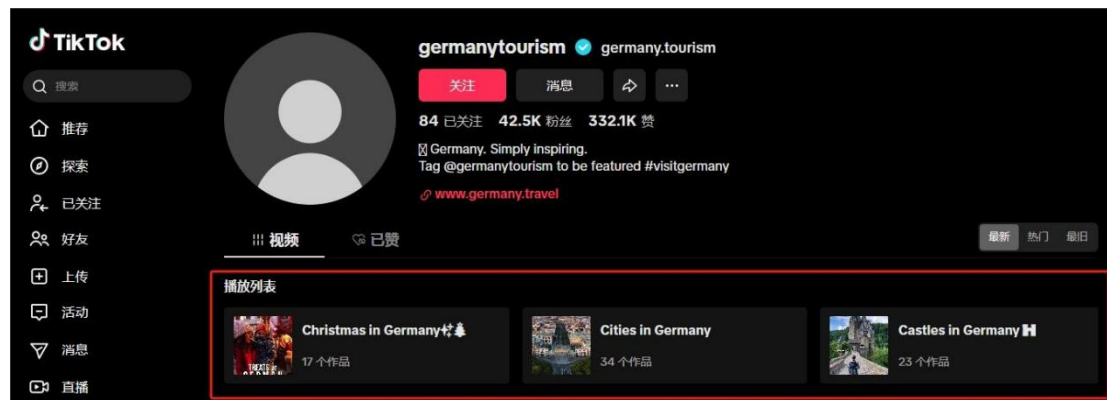 TikTok
搜索
推荐
探索
已关注
好友
上传
活动
消息
直播
germanytourism germany.tourism
关注 消息
84 已关注 42.5K 粉丝 332.1K 赞
Germany. Simply inspiring.
Tag @germanytourism to be featured #visitgermany
www.germany.travel
视频 已赞
最新 热门 最旧
播放列表
Christmas in Germany
17 个作品
Cities in Germany
34 个作品
Castles in Germany
23 个作品